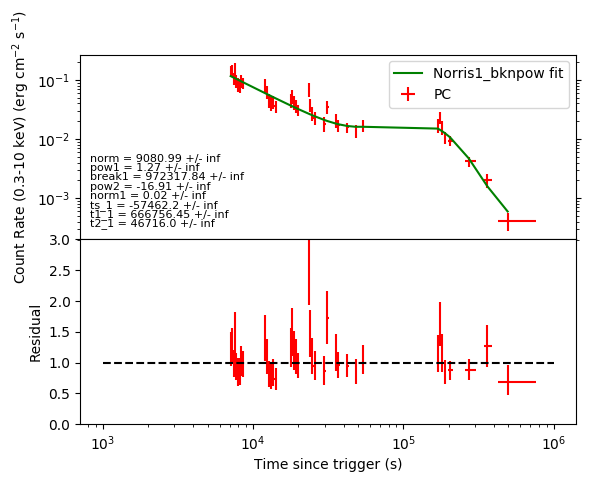 Count Rate (0.3-10 keV) (erg cm⁻² s⁻¹)
10⁻¹
10⁻²
10⁻³
Norris1_bknpow fit
PC
norm = 9080.99 +/- inf
pow1 = 1.27 +/- inf
break1 = 972317.84 +/- inf
pow2 = -16.91 +/- inf
norm1 = 0.02 +/- inf
ts_1 = -57462.2 +/- inf
t1_1 = 666756.45 +/- inf
t2_1 = 46716.0 +/- inf
Residual
3.0
2.5
2.0
1.5
1.0
0.5
0.0
10³ 10⁴ 10⁵ 10⁶
Time since trigger (s)